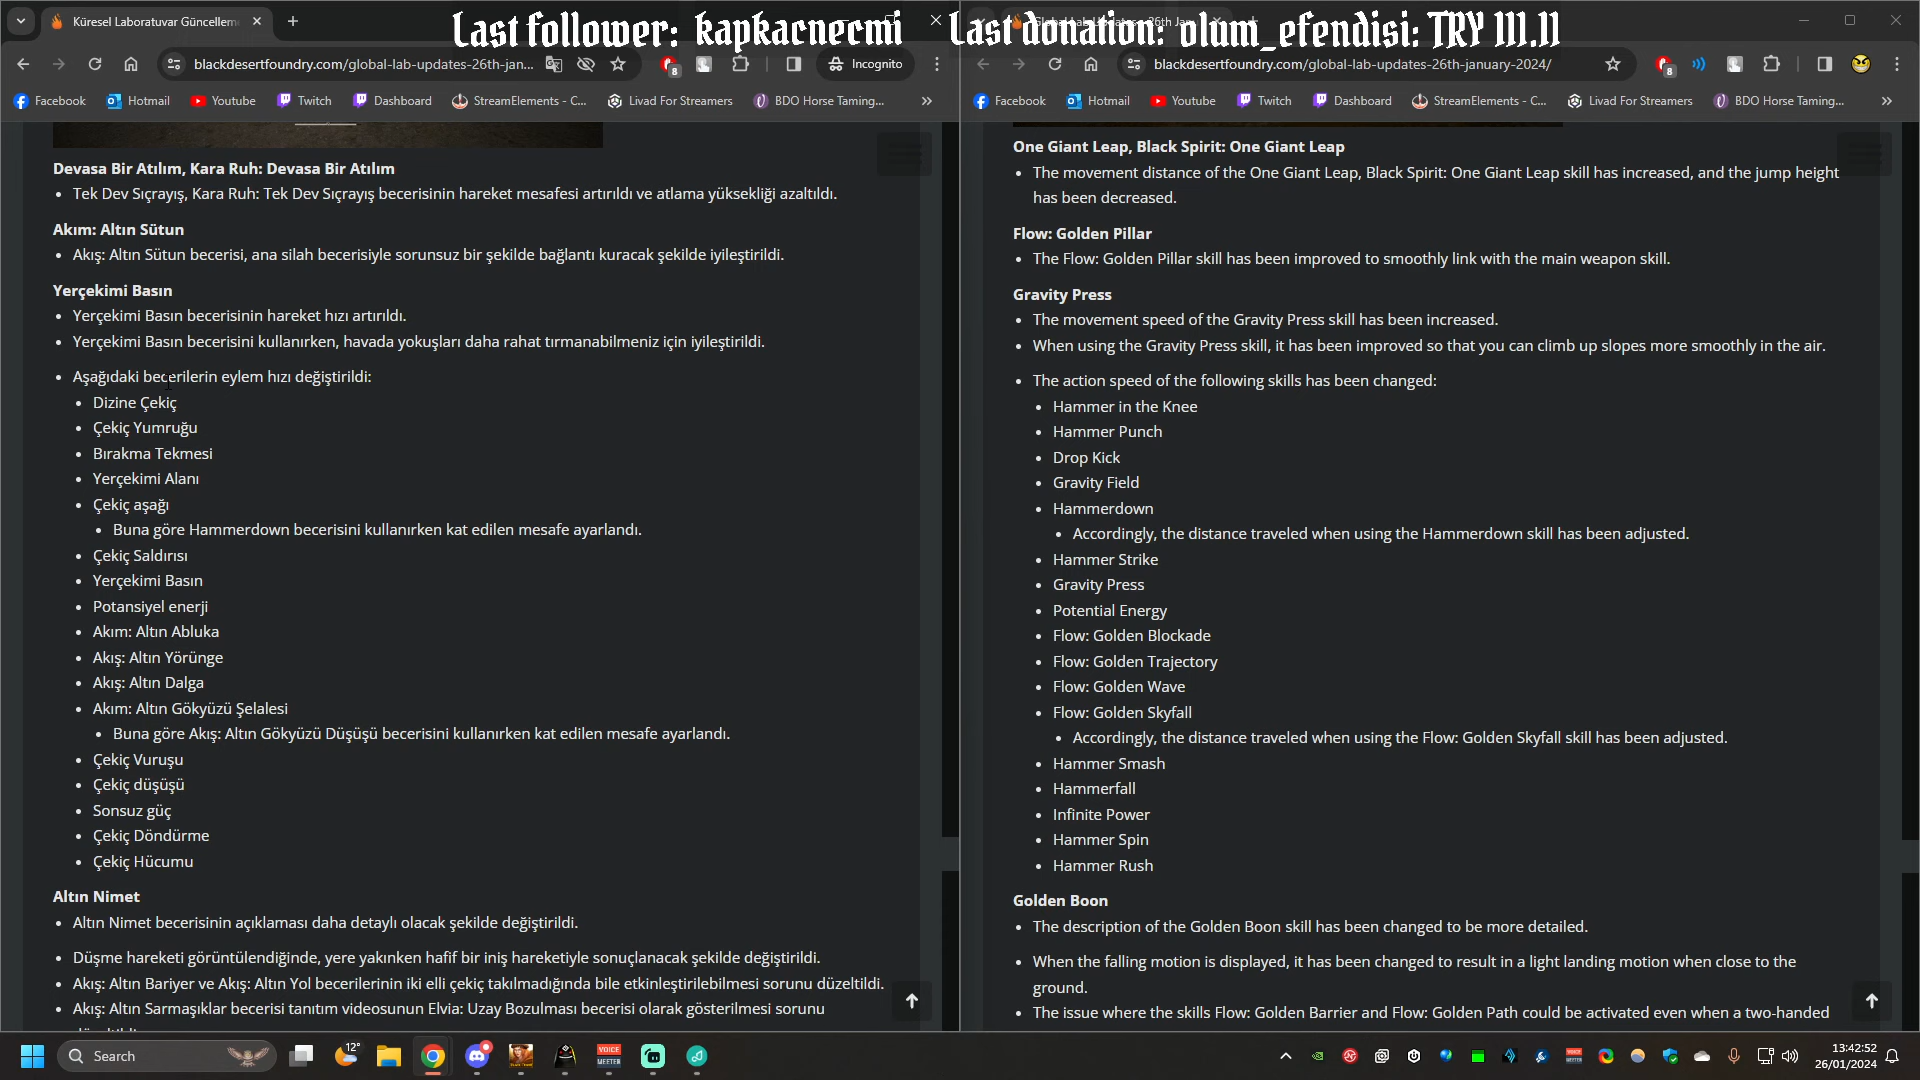 Küresel Laboratuvar Güncellem
Last follower: kapkacnecmi
Last donation: olum_efendisi: TRY 111.11
blackdesertfoundry.com/global-lab-updates-26th-jan...
8
Incognito
blackdesertfoundry.com/global-lab-updates-26th-january-2024/
8
Facebook
Hotmail
Youtube
Twitch
Dashboard
StreamElements - C...
Livad For Streamers
BDO Horse Taming...
Facebook
Hotmail
Youtube
Twitch
Dashboard
StreamElements - C...
Livad For Streamers
BDO Horse Taming...
Devasa Bir Atılım, Kara Ruh: Devasa Bir Atılım
Tek Dev Sıçrayış, Kara Ruh: Tek Dev Sıçrayış becerisinin hareket mesafesi artırıldı ve atlama yüksekliği azaltıldı.
Akım: Altın Sütun
Akış: Altın Sütun becerisi, ana silah becerisiyle sorunsuz bir şekilde bağlantı kuracak şekilde iyileştirildi.
Yerçekimi Basın
Yerçekimi Basın becerisinin hareket hızı artırıldı.
Yerçekimi Basın becerisini kullanırken, havada yokuşları daha rahat tırmanabilmeniz için iyileştirildi.
Aşağıdaki becerilerin eylem hızı değiştirildi:
Dizine Çekiç
Çekiç Yumruğu
Bırakma Tekmesi
Yerçekimi Alanı
Çekiç aşağı
Buna göre Hammerdown becerisini kullanırken kat edilen mesafe ayarlandı.
Çekiç Saldırısı
Yerçekimi Basın
Potansiyel enerji
Akım: Altın Abluka
Akış: Altın Yörünge
Akış: Altın Dalga
Akım: Altın Gökyüzü Şelalesi
Buna göre Akış: Altın Gökyüzü Düşüşü becerisini kullanırken kat edilen mesafe ayarlandı.
Çekiç Vuruşu
Çekiç düşüşü
Sonsuz güç
Çekiç Döndürme
Çekiç Hücumu
Altın Nimet
Altın Nimet becerisinin açıklaması daha detaylı olacak şekilde değiştirildi.
Düşme hareketi görüntülendiğinde, yere yakınken hafif bir iniş hareketiyle sonuçlanacak şekilde değiştirildi.
Akış: Altın Bariyer ve Akış: Altın Yol becerilerinin iki elli çekiç takılmadığında bile etkinleştirilebilmesi sorunu düzeltildi.
Akış: Altın Sarmaşıklar becerisi tanıtım videosunun Elvia: Uzay Bozulması becerisi olarak gösterilmesi sorunu
One Giant Leap, Black Spirit: One Giant Leap
The movement distance of the One Giant Leap, Black Spirit: One Giant Leap skill has increased, and the jump height
has been decreased.
Flow: Golden Pillar
The Flow: Golden Pillar skill has been improved to smoothly link with the main weapon skill.
Gravity Press
The movement speed of the Gravity Press skill has been increased.
When using the Gravity Press skill, it has been improved so that you can climb up slopes more smoothly in the air.
The action speed of the following skills has been changed:
Hammer in the Knee
Hammer Punch
Drop Kick
Gravity Field
Hammerdown
Accordingly, the distance traveled when using the Hammerdown skill has been adjusted.
Hammer Strike
Gravity Press
Potential Energy
Flow: Golden Blockade
Flow: Golden Trajectory
Flow: Golden Wave
Flow: Golden Skyfall
Accordingly, the distance traveled when using the Flow: Golden Skyfall skill has been adjusted.
Hammer Smash
Hammerfall
Infinite Power
Hammer Spin
Hammer Rush
Golden Boon
The description of the Golden Boon skill has been changed to be more detailed.
When the falling motion is displayed, it has been changed to result in a light landing motion when close to the
ground.
The issue where the skills Flow: Golden Barrier and Flow: Golden Path could be activated even when a two-handed
Search
12°
VOICE
MEETER
13:42:52
26/01/2024